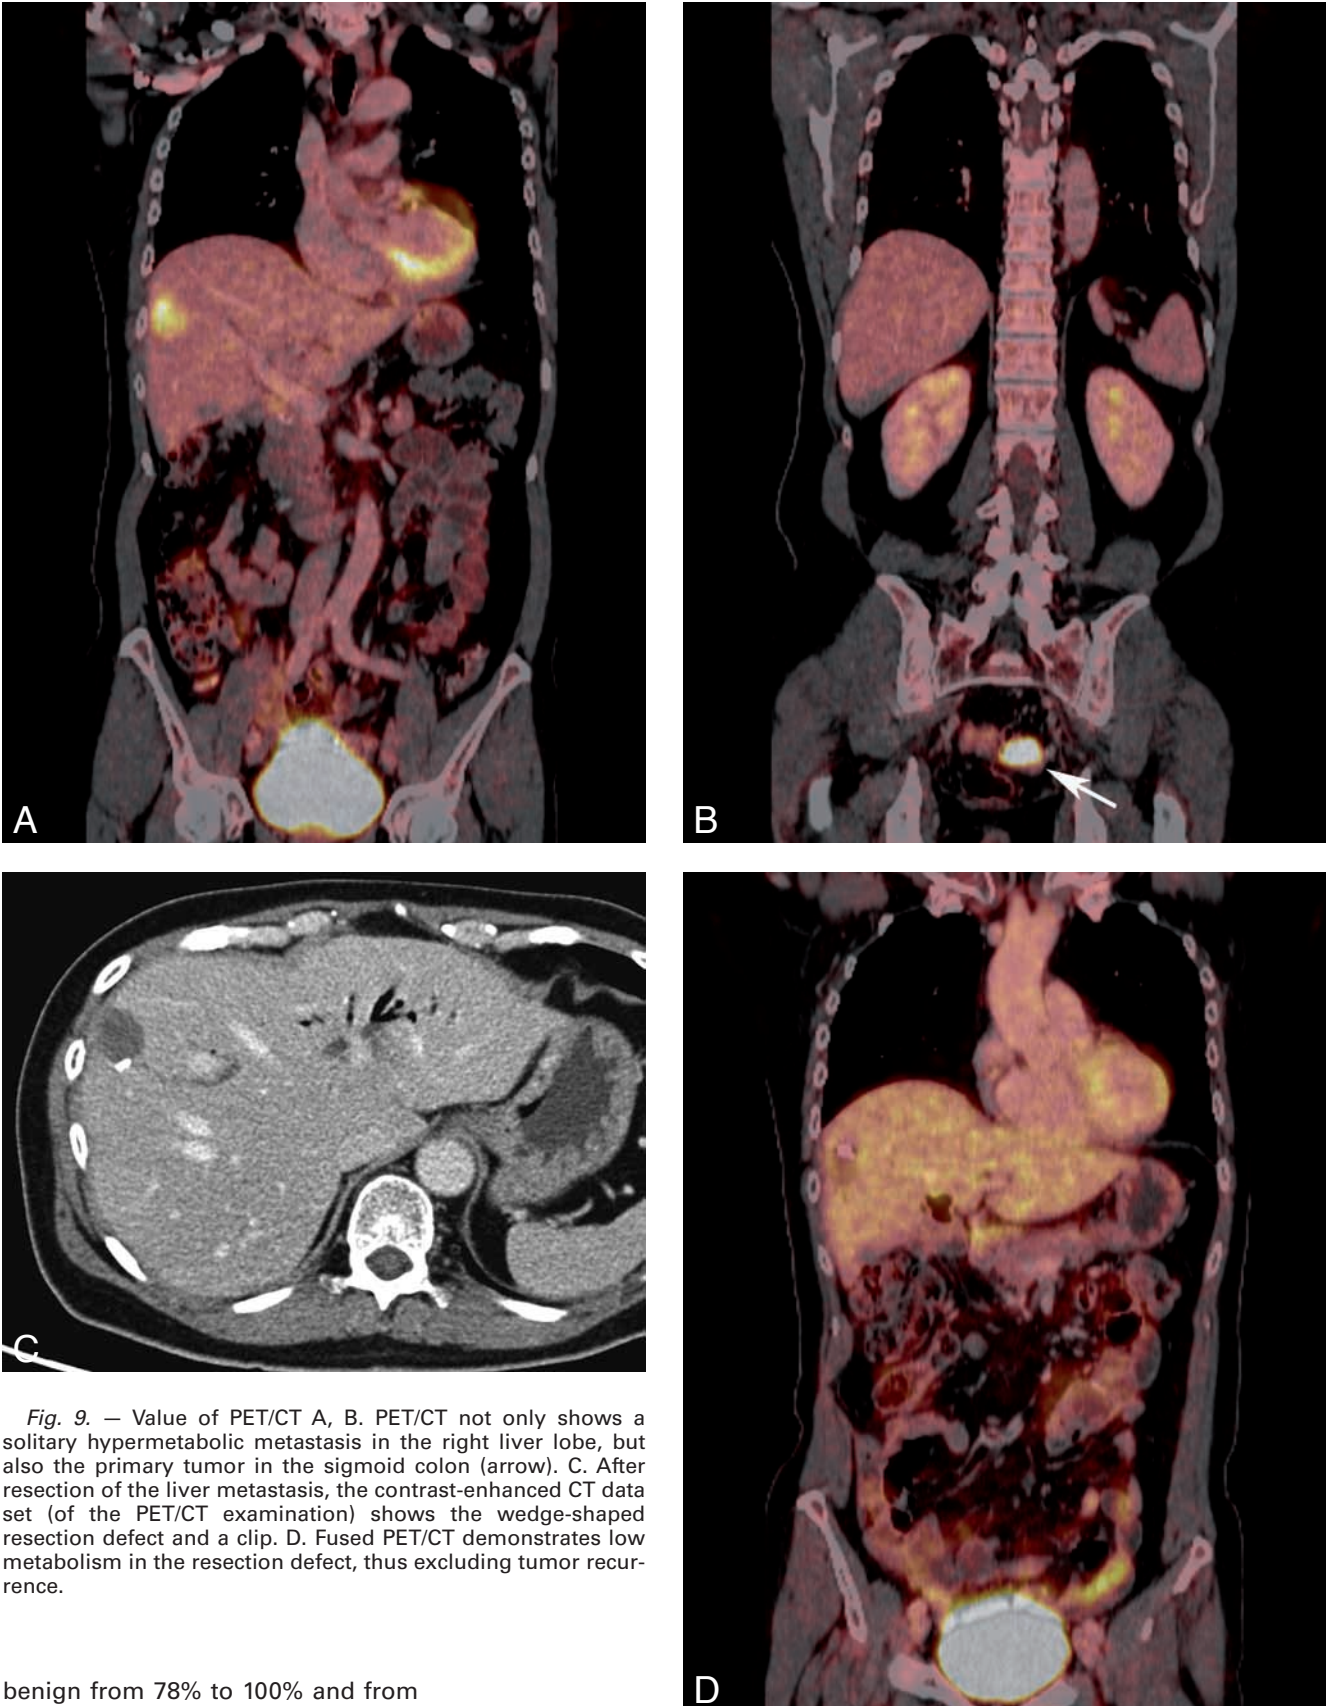 A
B
C
D
Fig. 9. — Value of PET/CT A, B. PET/CT not only shows a
solitary hypermetabolic metastasis in the right liver lobe, but
also the primary tumor in the sigmoid colon (arrow). C. After
resection of the liver metastasis, the contrast-enhanced CT data
set (of the PET/CT examination) shows the wedge-shaped
resection defect and a clip. D. Fused PET/CT demonstrates low
metabolism in the resection defect, thus excluding tumor recur-
rence.
benign from 78% to 100% and from